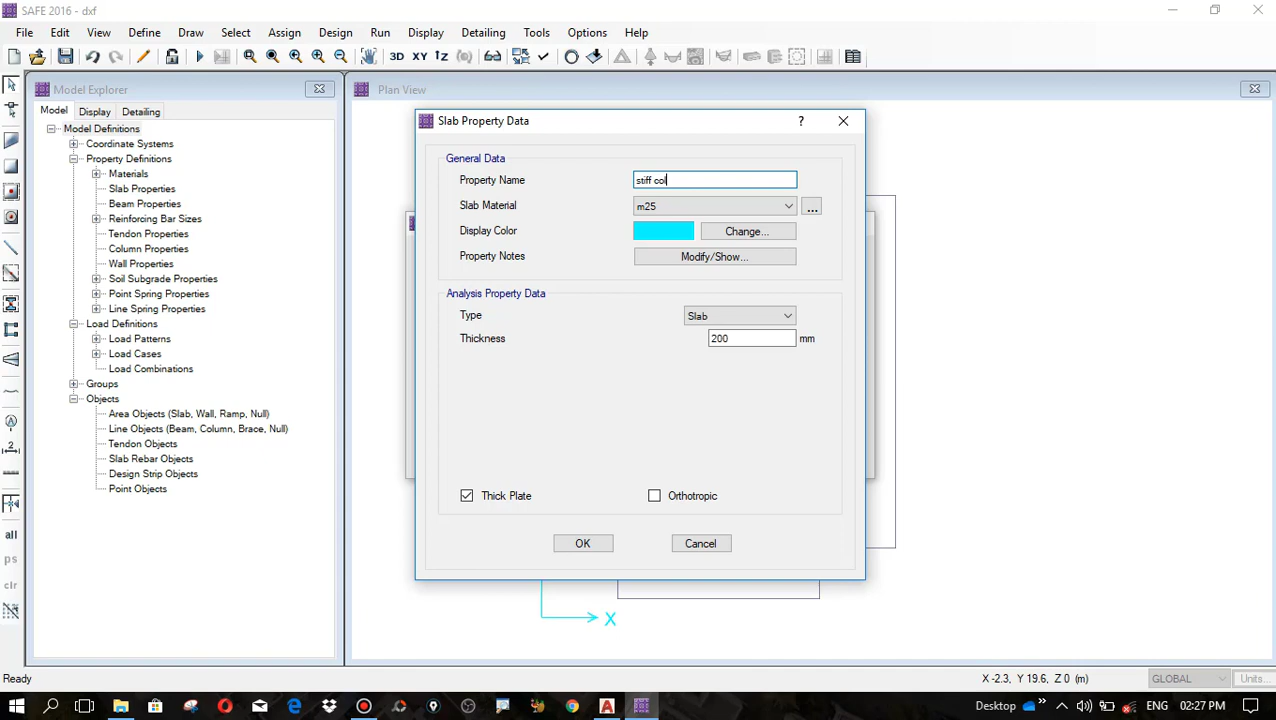 SAFE 2016 - dxf
File Edit View Define Draw Select Assign Design Run Display Detailing Tools Options Help
3D XY
Model Explorer
Plan View
Model Display Detailing
Model Definitions
Coordinate Systems
Property Definitions
Materials
Slab Properties
Beam Properties
Reinforcing Bar Sizes
Tendon Properties
Column Properties
Wall Properties
Soil Subgrade Properties
Point Spring Properties
Line Spring Properties
Load Definitions
Load Patterns
Load Cases
Load Combinations
Groups
Objects
Area Objects (Slab, Wall, Ramp, Null)
Line Objects (Beam, Column, Brace, Null)
Tendon Objects
Slab Rebar Objects
Design Strip Objects
Point Objects
all
ps
clr
Slab Property Data
?
General Data
Property Name stiff col
Slab Material m25 ...
Display Color Change...
Property Notes Modify/Show...
Analysis Property Data
Type Slab
Thickness 200 mm
Thick Plate Orthotropic
OK Cancel
X
Ready X -2.3, Y 19.6, Z 0 (m) GLOBAL Units...
Desktop ENG 02:27 PM